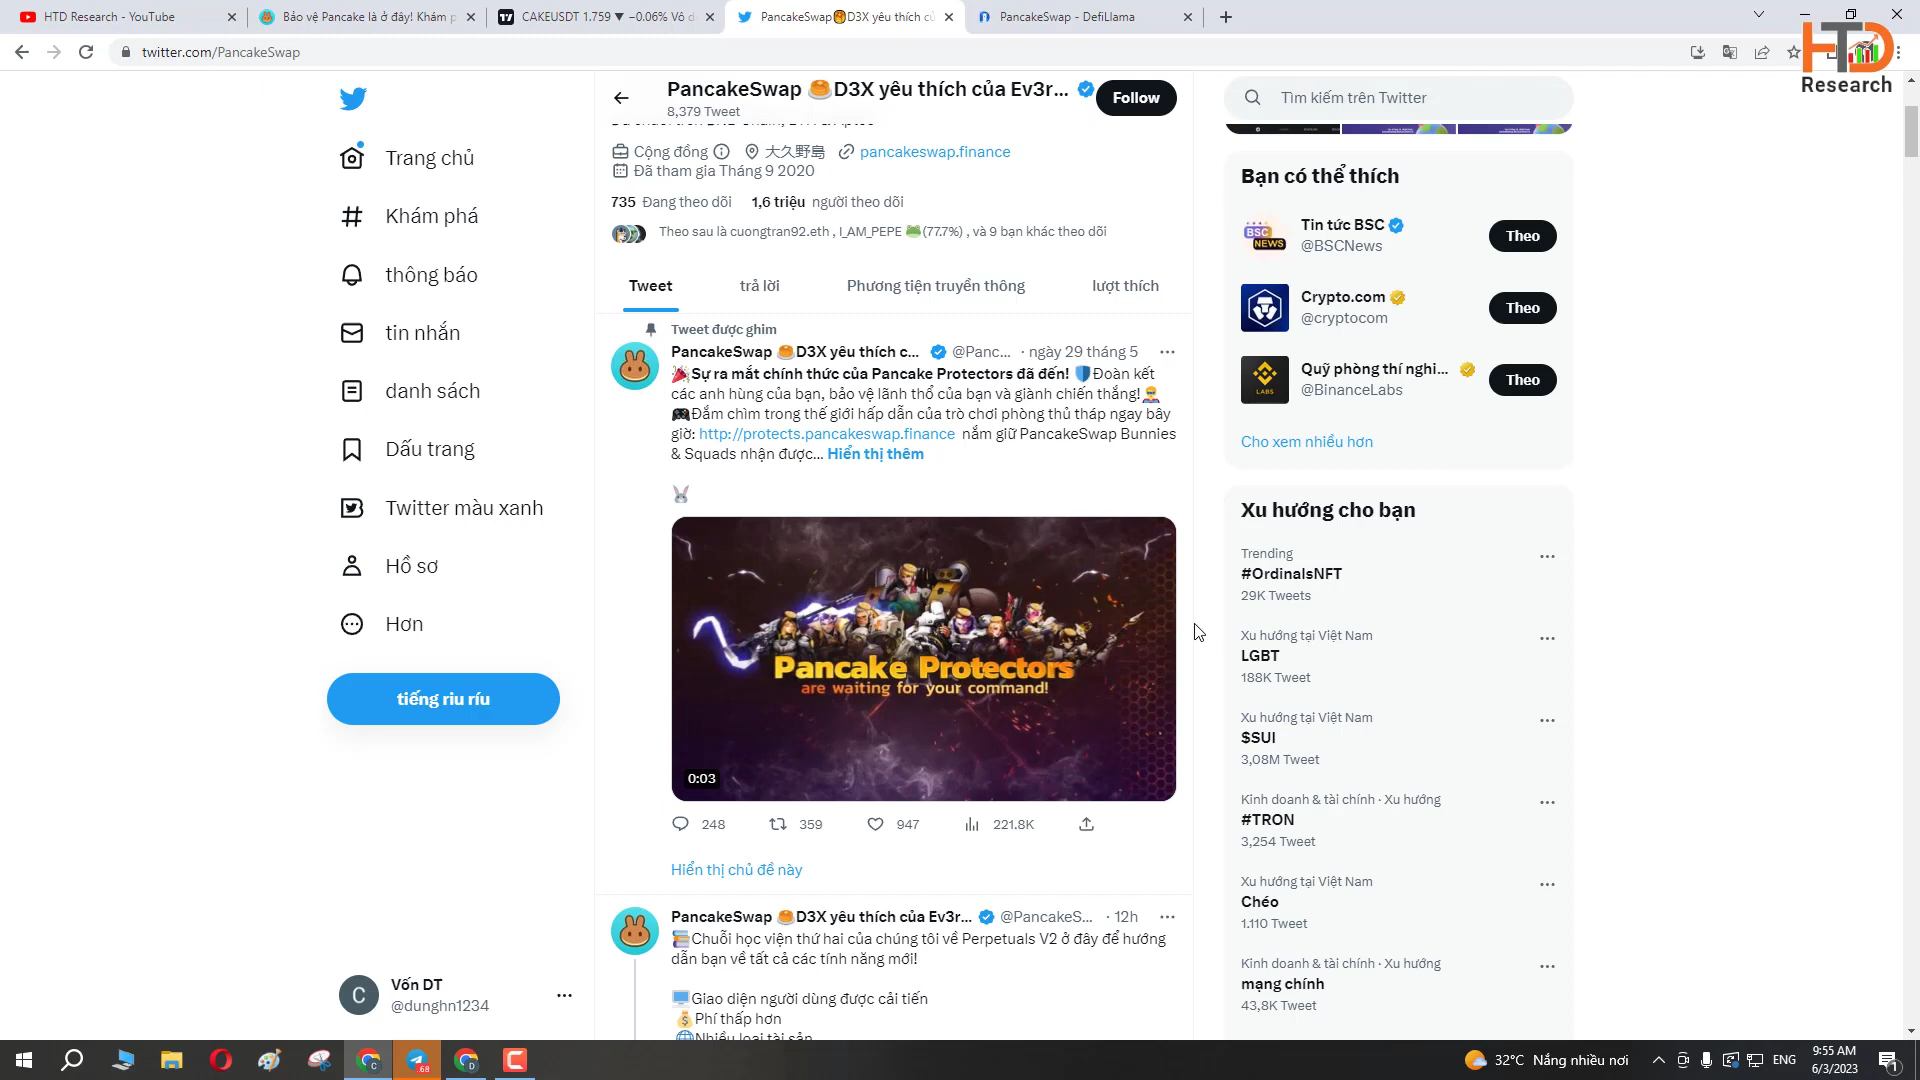 HTD Research - YouTube
Bảo vệ Pancake là ở đây! Khám p
CAKEUSDT 1.759 ▼ −0.06% Vô d
PancakeSwap🥞D3X yêu thích củ
PancakeSwap - DefiLlama
twitter.com/PancakeSwap
HTD
Research
PancakeSwap 🥞D3X yêu thích của Ev3r...
8,379 Tweet
Follow
Tìm kiếm trên Twitter
Trang chủ
Khám phá
thông báo
tin nhắn
danh sách
Dấu trang
Twitter màu xanh
Hồ sơ
Hơn
tiếng riu ríu
Vốn DT
@dunghn1234
Cộng đồng 大久野島 pancakeswap.finance
Đã tham gia Tháng 9 2020
735 Đang theo dõi 1,6 triệu người theo dõi
Theo sau là cuongtran92.eth , I_AM_PEPE 🐸(77.7%) , và 9 bạn khác theo dõi
Tweet
trả lời
Phương tiện truyền thông
lượt thích
Tweet được ghim
PancakeSwap 🥞D3X yêu thích c... @Panc... · ngày 29 tháng 5
🎉Sự ra mắt chính thức của Pancake Protectors đã đến! 🛡️Đoàn kết
các anh hùng của bạn, bảo vệ lãnh thổ của bạn và giành chiến thắng!
🎮Đắm chìm trong thế giới hấp dẫn của trò chơi phòng thủ tháp ngay bây
giờ: http://protects.pancakeswap.finance nắm giữ PancakeSwap Bunnies
& Squads nhận được... Hiển thị thêm
🐰
Pancake Protectors
are waiting for your command!
0:03
248 359 947 221.8K
Hiển thị chủ đề này
PancakeSwap 🥞D3X yêu thích của Ev3r... @PancakeS... · 12h
📚Chuỗi học viện thứ hai của chúng tôi về Perpetuals V2 ở đây để hướng
dẫn bạn về tất cả các tính năng mới!
🖥️Giao diện người dùng được cải tiến
💰Phí thấp hơn
🌐Nhiều loại tài sản
Bạn có thể thích
Tin tức BSC
@BSCNews
Theo
BSC
NEWS
Crypto.com
@cryptocom
Theo
Quỹ phòng thí nghi...
@BinanceLabs
Theo
LABS
Cho xem nhiều hơn
Xu hướng cho bạn
Trending
#OrdinalsNFT
29K Tweets
Xu hướng tại Việt Nam
LGBT
188K Tweet
Xu hướng tại Việt Nam
$SUI
3,08M Tweet
Kinh doanh & tài chính · Xu hướng
#TRON
3,254 Tweet
Xu hướng tại Việt Nam
Chéo
1.110 Tweet
Kinh doanh & tài chính · Xu hướng
mạng chính
43,8K Tweet
32°C Nắng nhiều nơi
ENG
9:55 AM
6/3/2023